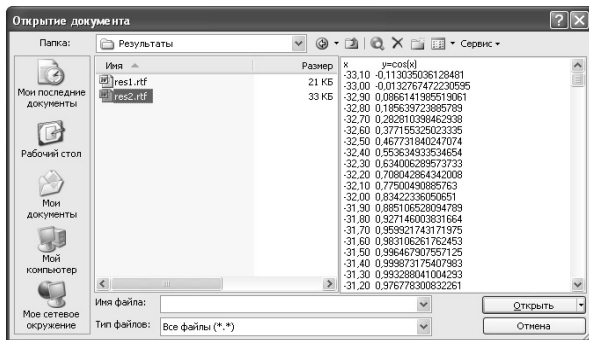 Открытие документа
Папка:
Результаты
Сервис
Мои последние документы
Рабочий стол
Мои документы
Мой компьютер
Мое сетевое окружение
Имя
Размер
res1.rtf
21 КБ
res2.rtf
33 КБ
x y=cos(x)
-33,10 -0,113035036128481
-33,00 -0,0132767472230595
-32,90 0,0866141985519061
-32,80 0,185639723885789
-32,70 0,282810398462938
-32,60 0,377155325023335
-32,50 0,467731840247074
-32,40 0,553634933534654
-32,30 0,634006289573733
-32,20 0,708042864342008
-32,10 0,77500490885763
-32,00 0,83422336050651
-31,90 0,885106528094789
-31,80 0,927146003831664
-31,70 0,959921743171975
-31,60 0,983106261762453
-31,50 0,996467907557125
-31,40 0,999873175407983
-31,30 0,993288041004293
-31,20 0,976778300832261
Имя файла:
Открыть
Тип файлов:
Все файлы (*.*)
Отмена